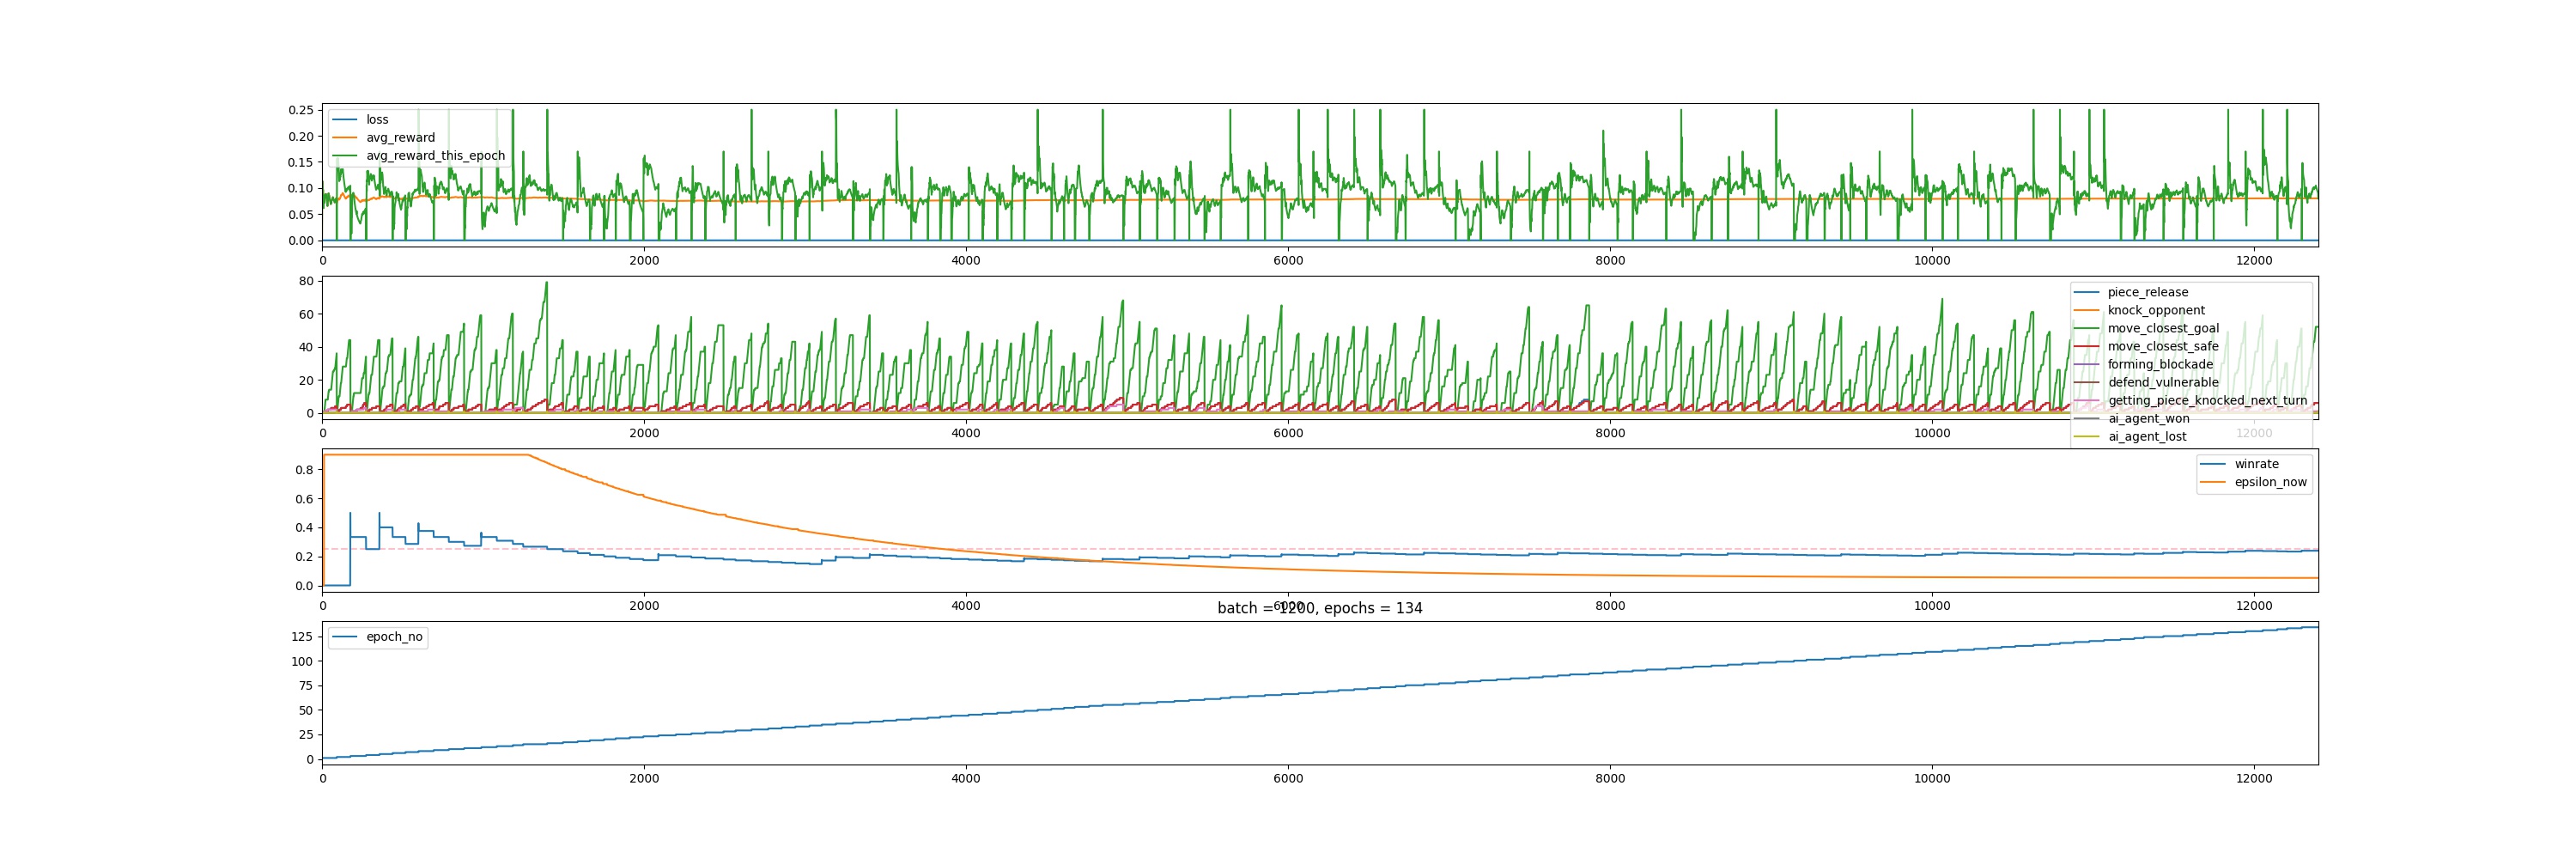 0.25
0.20
0.15
0.10
0.05
0.00
loss
avg_reward
avg_reward_this_epoch
0 2000 4000 6000 8000 10000 12000
80
60
40
20
0
piece_release
knock_opponent
move_closest_goal
move_closest_safe
forming_blockade
defend_vulnerable
getting_piece_knocked_next_turn
ai_agent_won
ai_agent_lost
0 2000 4000 6000 8000 10000 12000
0.8
0.6
0.4
0.2
0.0
winrate
epsilon_now
0 2000 4000 6000 8000 10000 12000
batch = 1200, epochs = 134
125
100
75
50
25
0
epoch_no
0 2000 4000 6000 8000 10000 12000